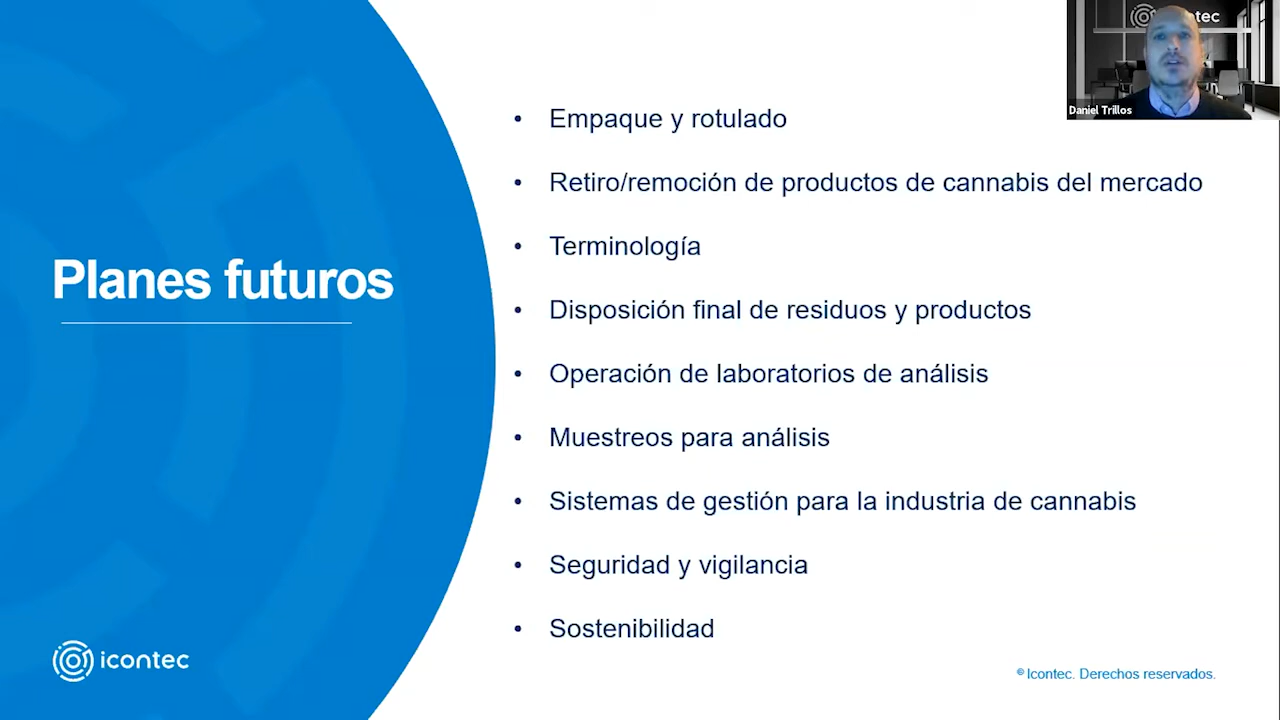 Planes futuros
• Empaque y rotulado
• Retiro/remoción de productos de cannabis del mercado
• Terminología
• Disposición final de residuos y productos
• Operación de laboratorios de análisis
• Muestreos para análisis
• Sistemas de gestión para la industria de cannabis
• Seguridad y vigilancia
• Sostenibilidad
icontec
© Icontec. Derechos reservados.
Daniel Trillos